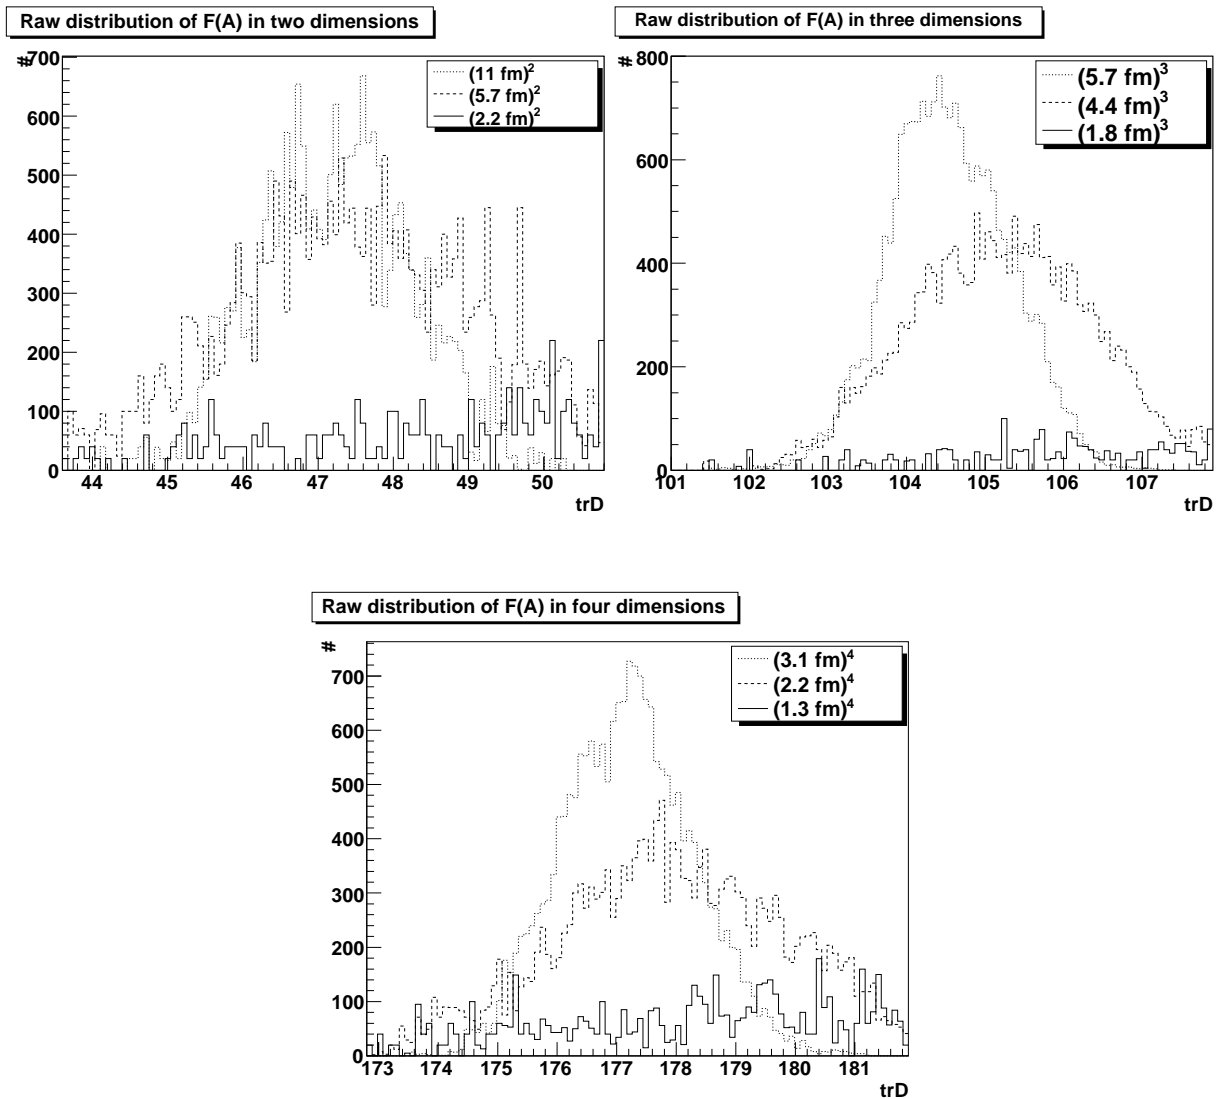 Raw distribution of F(A) in two dimensions
#
700
600
500
400
300
200
100
0
(11 fm)²
(5.7 fm)²
(2.2 fm)²
44 45 46 47 48 49 50
trD
Raw distribution of F(A) in three dimensions
#
800
600
400
200
0
(5.7 fm)³
(4.4 fm)³
(1.8 fm)³
101 102 103 104 105 106 107
trD
Raw distribution of F(A) in four dimensions
#
700
600
500
400
300
200
100
0
(3.1 fm)⁴
(2.2 fm)⁴
(1.3 fm)⁴
173 174 175 176 177 178 179 180 181
trD